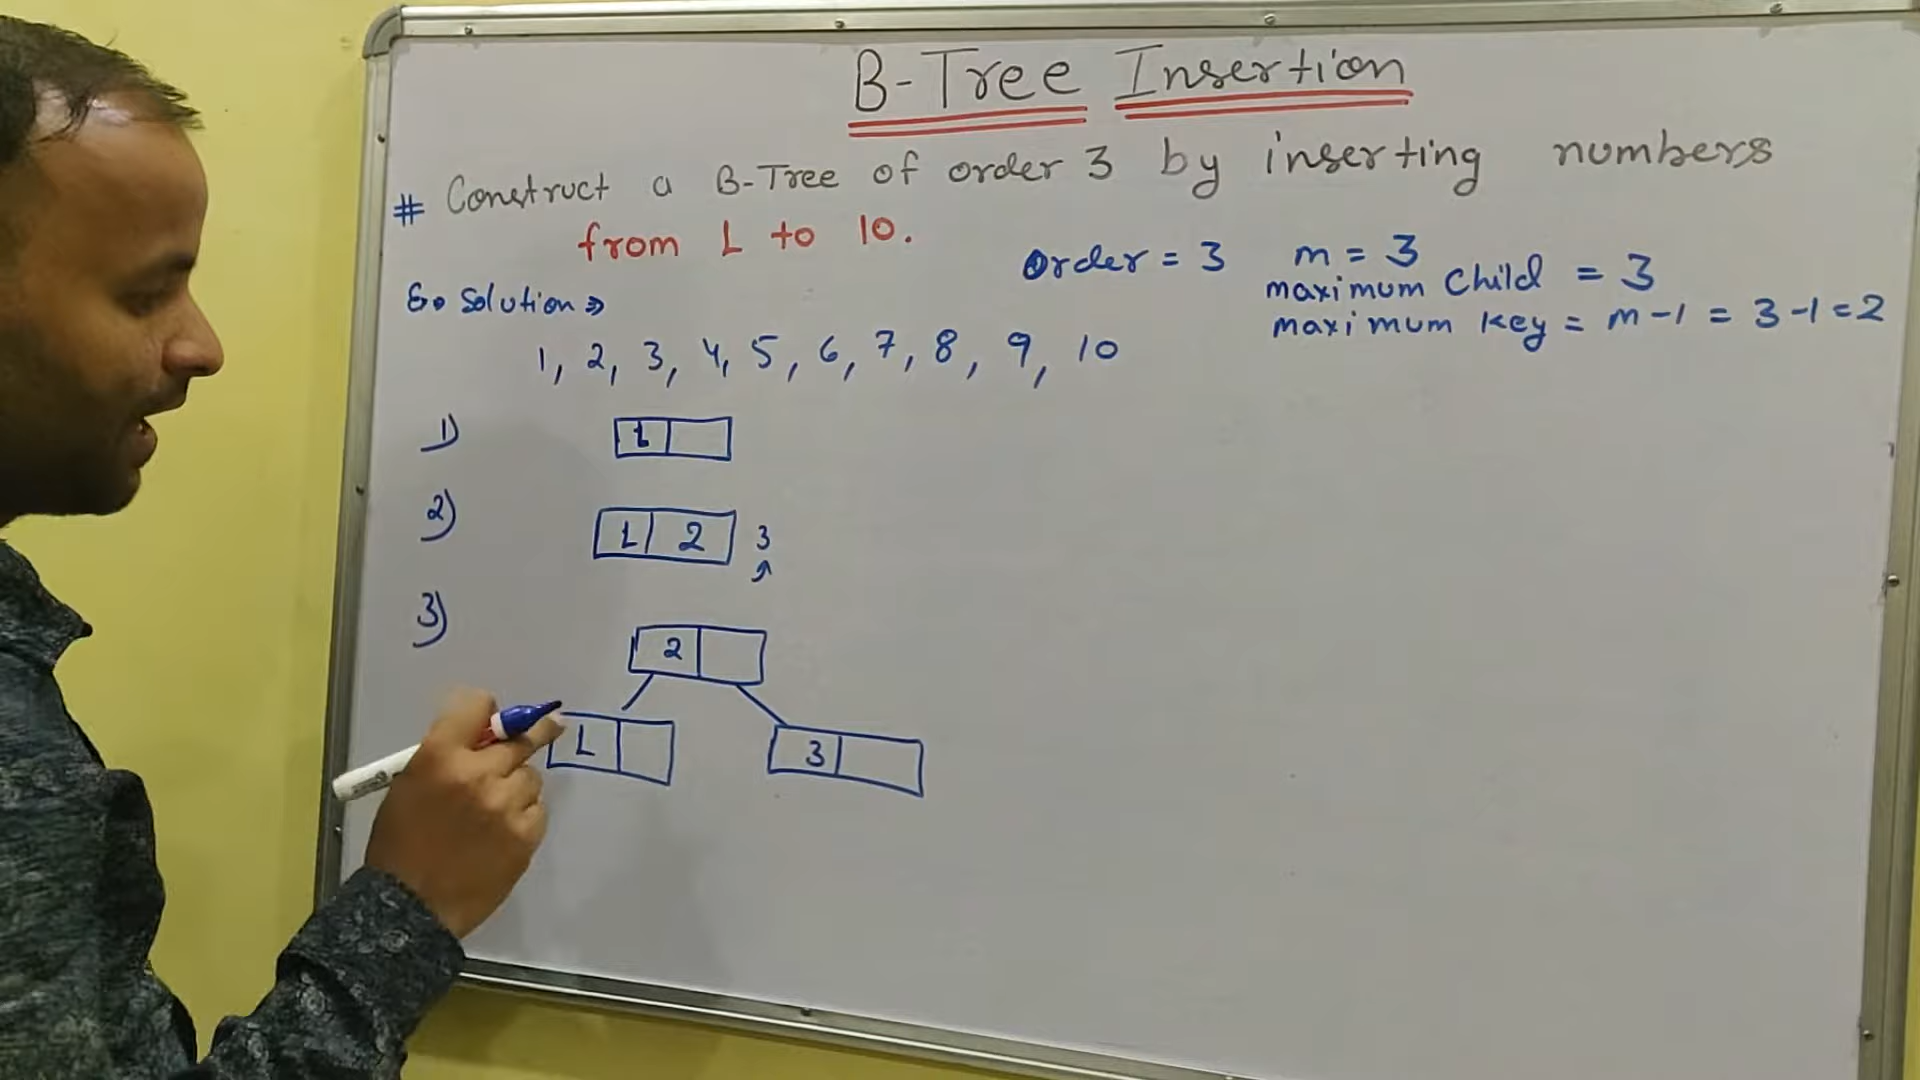 B-Tree Insertion
# Construct a B-Tree of order 3 by inserting numbers
from 1 to 10.
Order = 3 m = 3
maximum child = 3
maximum key = m-1 = 3-1=2
So Solution ⇒
1, 2, 3, 4, 5, 6, 7, 8, 9, 10
1) 1
2) 1 2 3
3) 2
1 3